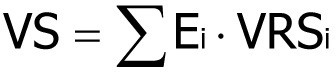 VS = ∑Ei · VRSi